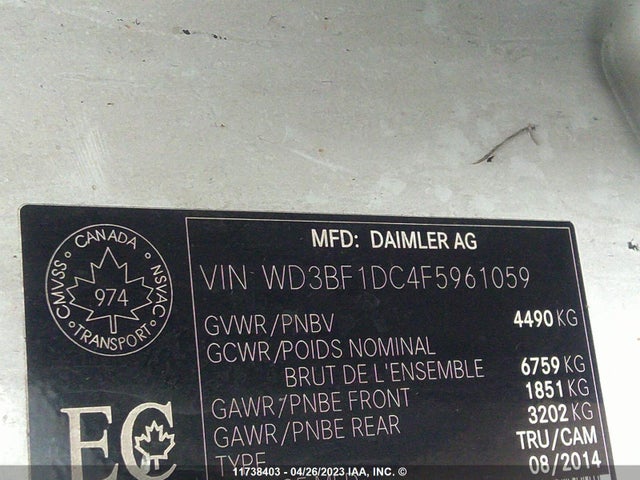 MFD: DAIMLER AG
CANADA
CMVSS
NSVAC
974
TRANSPORT
VIN WD3BF1DC4F5961059
GVWR/PNBV 4490 KG
GCWR/POIDS NOMINAL
BRUT DE L'ENSEMBLE 6759 KG
GAWR/PNBE FRONT 1851 KG
GAWR/PNBE REAR 3202 KG
EC
TYPE TRU/CAM
08/2014
11738403 - 04/26/2023 IAA, INC. ©